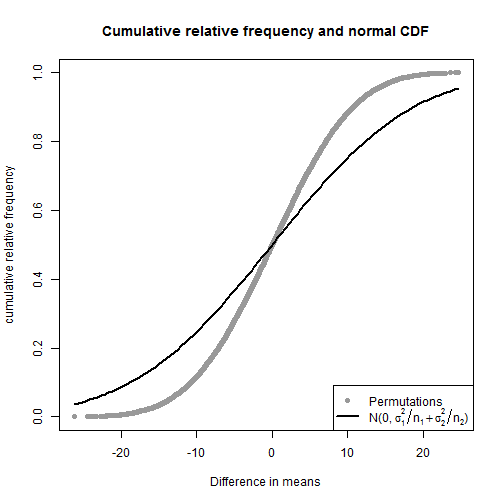 Cumulative relative frequency and normal CDF
cumulative relative frequency
1.0
0.8
0.6
0.4
0.2
0.0
Permutations
N(0, σ₁²/n₁+σ₂²/n₂)
-20 -10 0 10 20
Difference in means